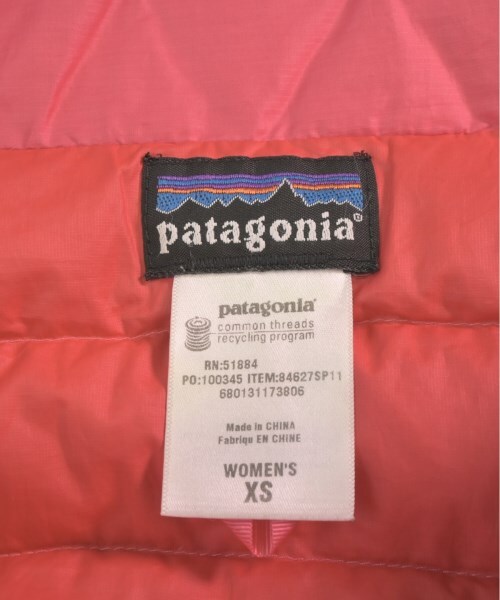 patagonia®
patagonia®
common threads
recycling program
RN:51884
PO:100345 ITEM:84627SP11
680131173806
Made in CHINA
Fabriqu EN CHINE
WOMEN'S
XS